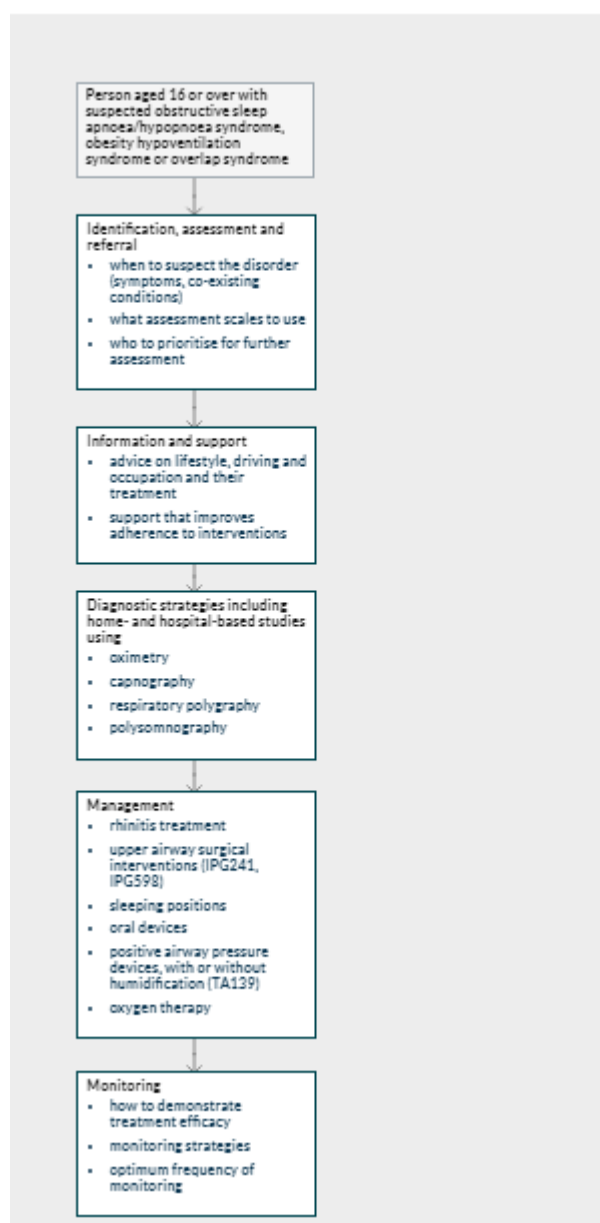 Person aged 16 or over with
suspected obstructive sleep
apnoea/hypopnoea syndrome,
obesity hypoventilation
syndrome or overlap syndrome
Identification, assessment and
referral
• when to suspect the disorder
(symptoms, co-existing
conditions)
• what assessment scales to use
• who to prioritise for further
assessment
Information and support
• advice on lifestyle, driving and
occupation and their
treatment
• support that improves
adherence to interventions
Diagnostic strategies including
home- and hospital-based studies
using
• oximetry
• capnography
• respiratory polygraphy
• polysomnography
Management
• rhinitis treatment
• upper airway surgical
interventions (IPG241,
IPG598)
• sleeping positions
• oral devices
• positive airway pressure
devices, with or without
humidification (TA139)
• oxygen therapy
Monitoring
• how to demonstrate
treatment efficacy
• monitoring strategies
• optimum frequency of
monitoring